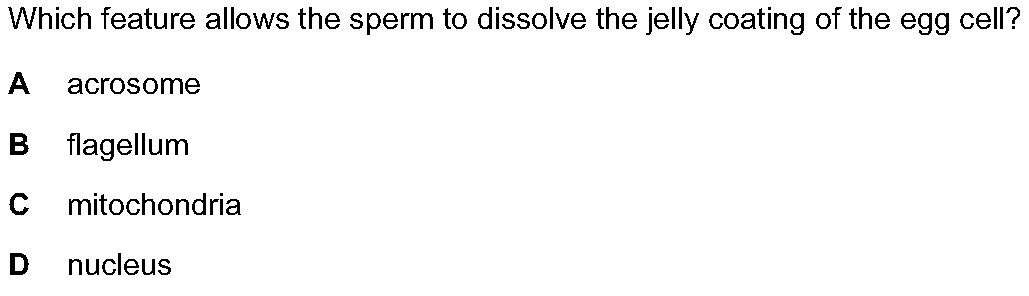 Which feature allows the sperm to dissolve the jelly coating of the egg cell?
A acrosome
B flagellum
C mitochondria
D nucleus